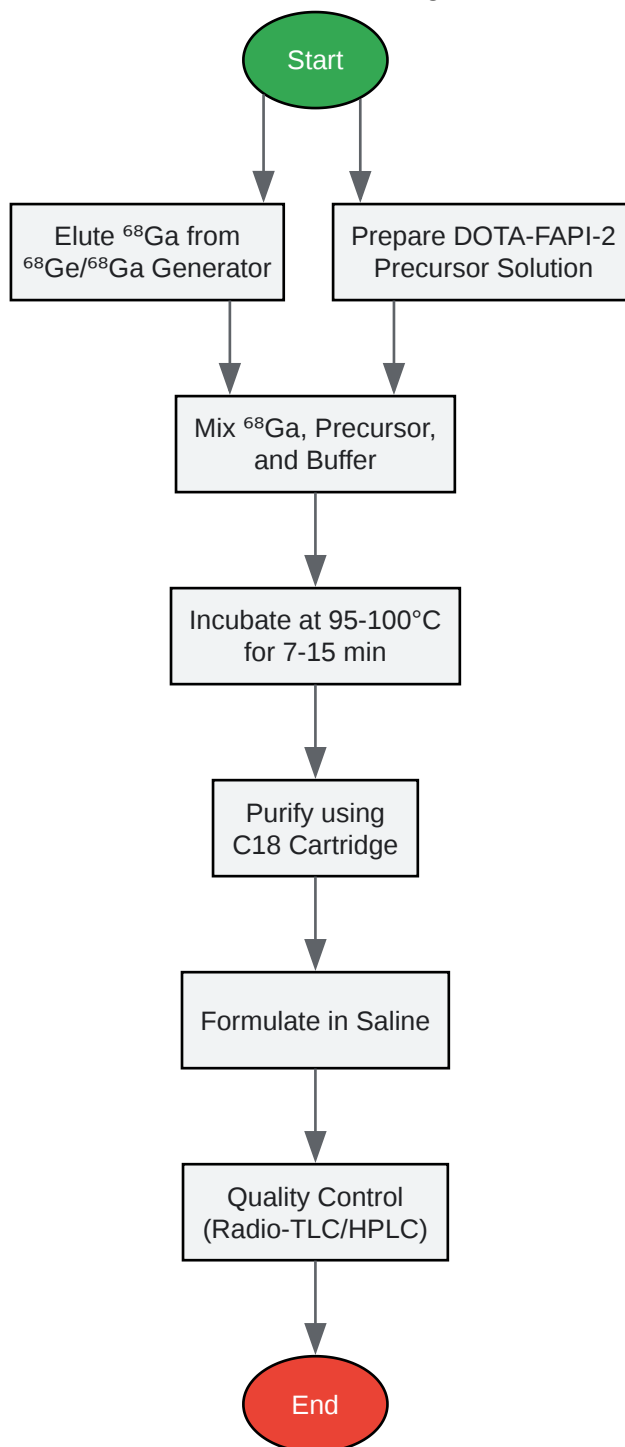 Start
Elute ⁶⁸Ga from
⁶⁸Ge/⁶⁸Ga Generator
Prepare DOTA-FAPI-2
Precursor Solution
Mix ⁶⁸Ga, Precursor,
and Buffer
Incubate at 95-100°C
for 7-15 min
Purify using
C18 Cartridge
Formulate in Saline
Quality Control
(Radio-TLC/HPLC)
End